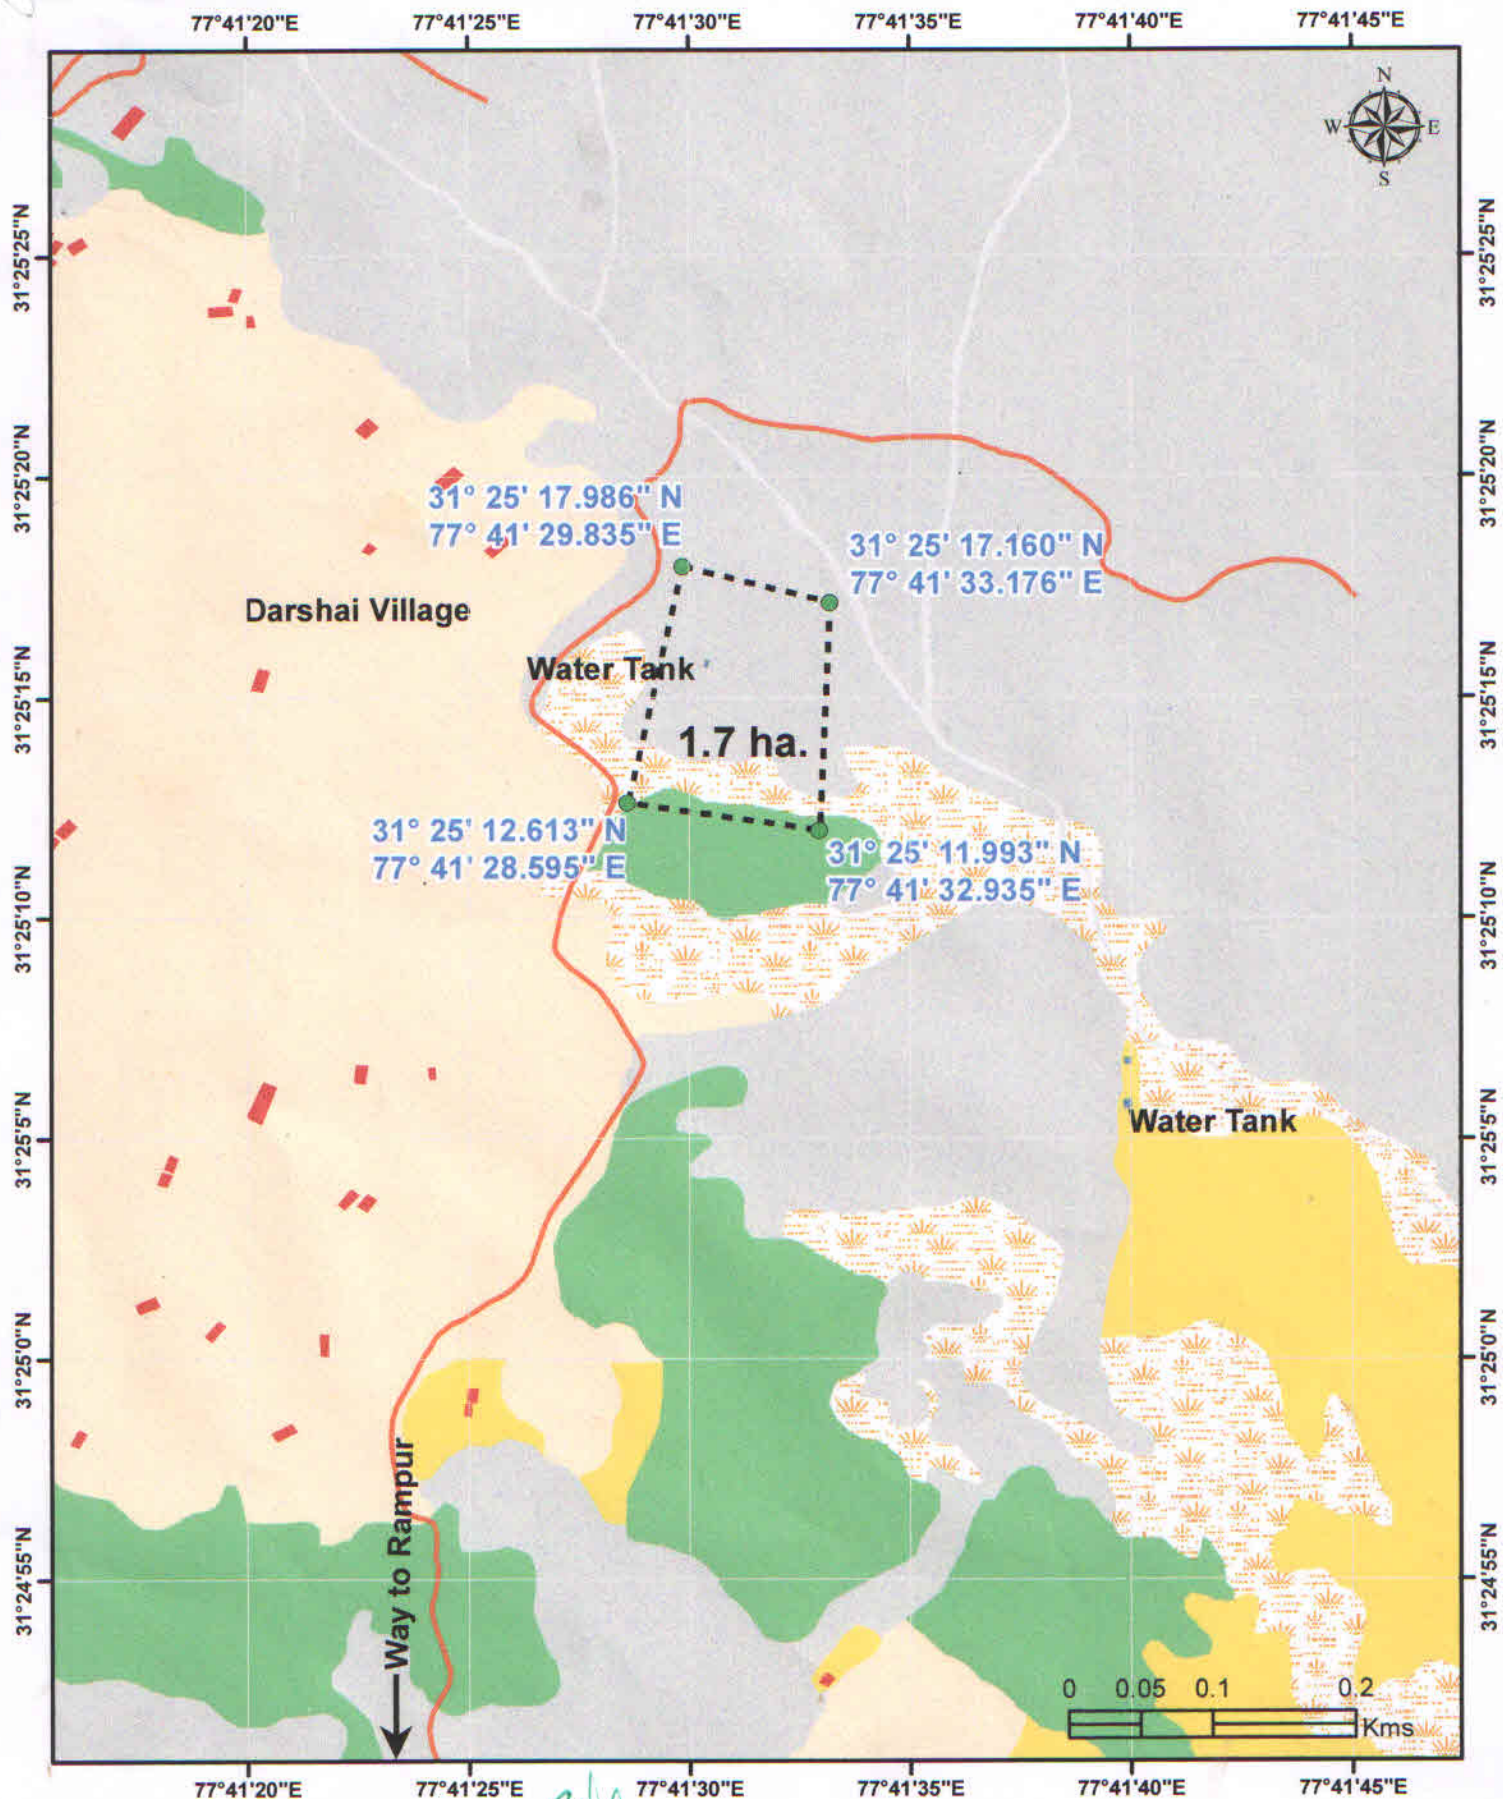 77°41'20"E 77°41'25"E 77°41'30"E 77°41'35"E 77°41'40"E 77°41'45"E
N
W E
S
31°25'25"N 31°25'25"N
31°25'20"N 31°25'20"N
31° 25' 17.986" N
77° 41' 29.835" E
31° 25' 17.160" N
77° 41' 33.176" E
Darshai Village
Water Tank
31°25'15"N 31°25'15"N
1.7 ha.
31° 25' 12.613" N
77° 41' 28.595" E
31° 25' 11.993" N
77° 41' 32.935" E
31°25'10"N 31°25'10"N
Water Tank
31°25'5"N 31°25'5"N
31°25'0"N 31°25'0"N
Way to Rampur
31°24'55"N 31°24'55"N
0 0.05 0.1 0.2
Kms
77°41'20"E 77°41'25"E 77°41'30"E 77°41'35"E 77°41'40"E 77°41'45"E